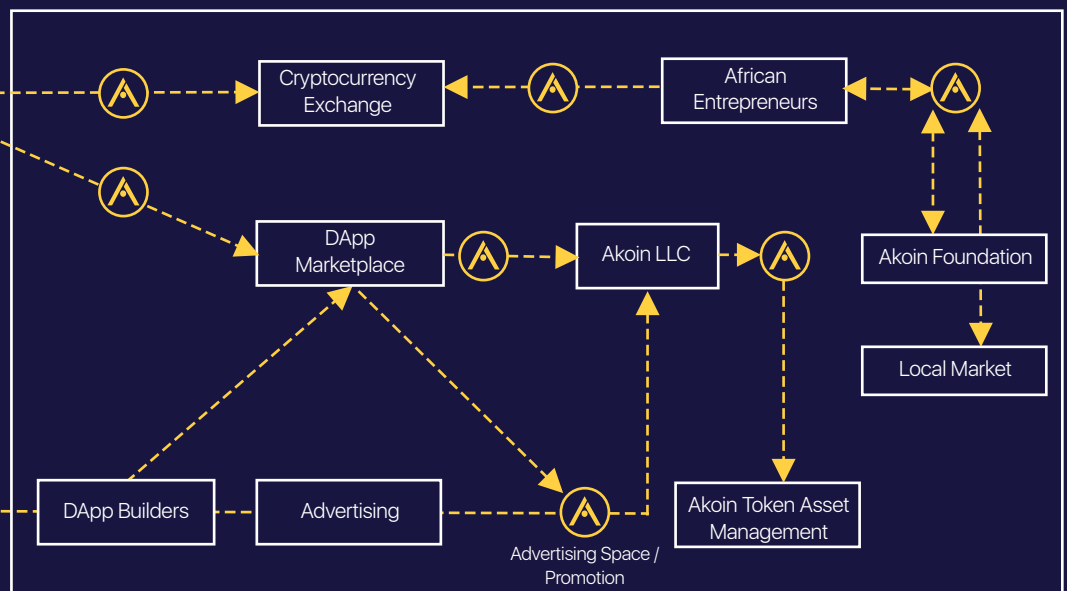 Cryptocurrency
Exchange
African
Entrepreneurs
DApp
Marketplace
Akoin LLC
Akoin Foundation
Local Market
DApp Builders
Advertising
Akoin Token Asset
Management
Advertising Space /
Promotion